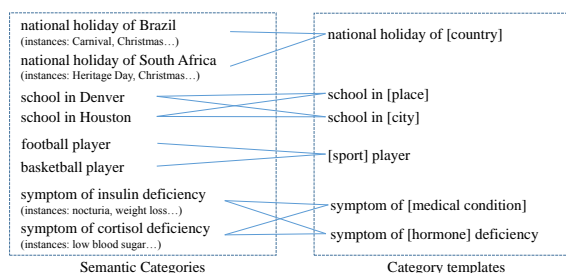 national holiday of Brazil
(instances: Carnival, Christmas…)
national holiday of South Africa
(instances: Heritage Day, Christmas…)
school in Denver
school in Houston
football player
basketball player
symptom of insulin deficiency
(instances: nocturia, weight loss…)
symptom of cortisol deficiency
(instances: low blood sugar…)
Semantic Categories
national holiday of [country]
school in [place]
school in [city]
[sport] player
symptom of [medical condition]
symptom of [hormone] deficiency
Category templates